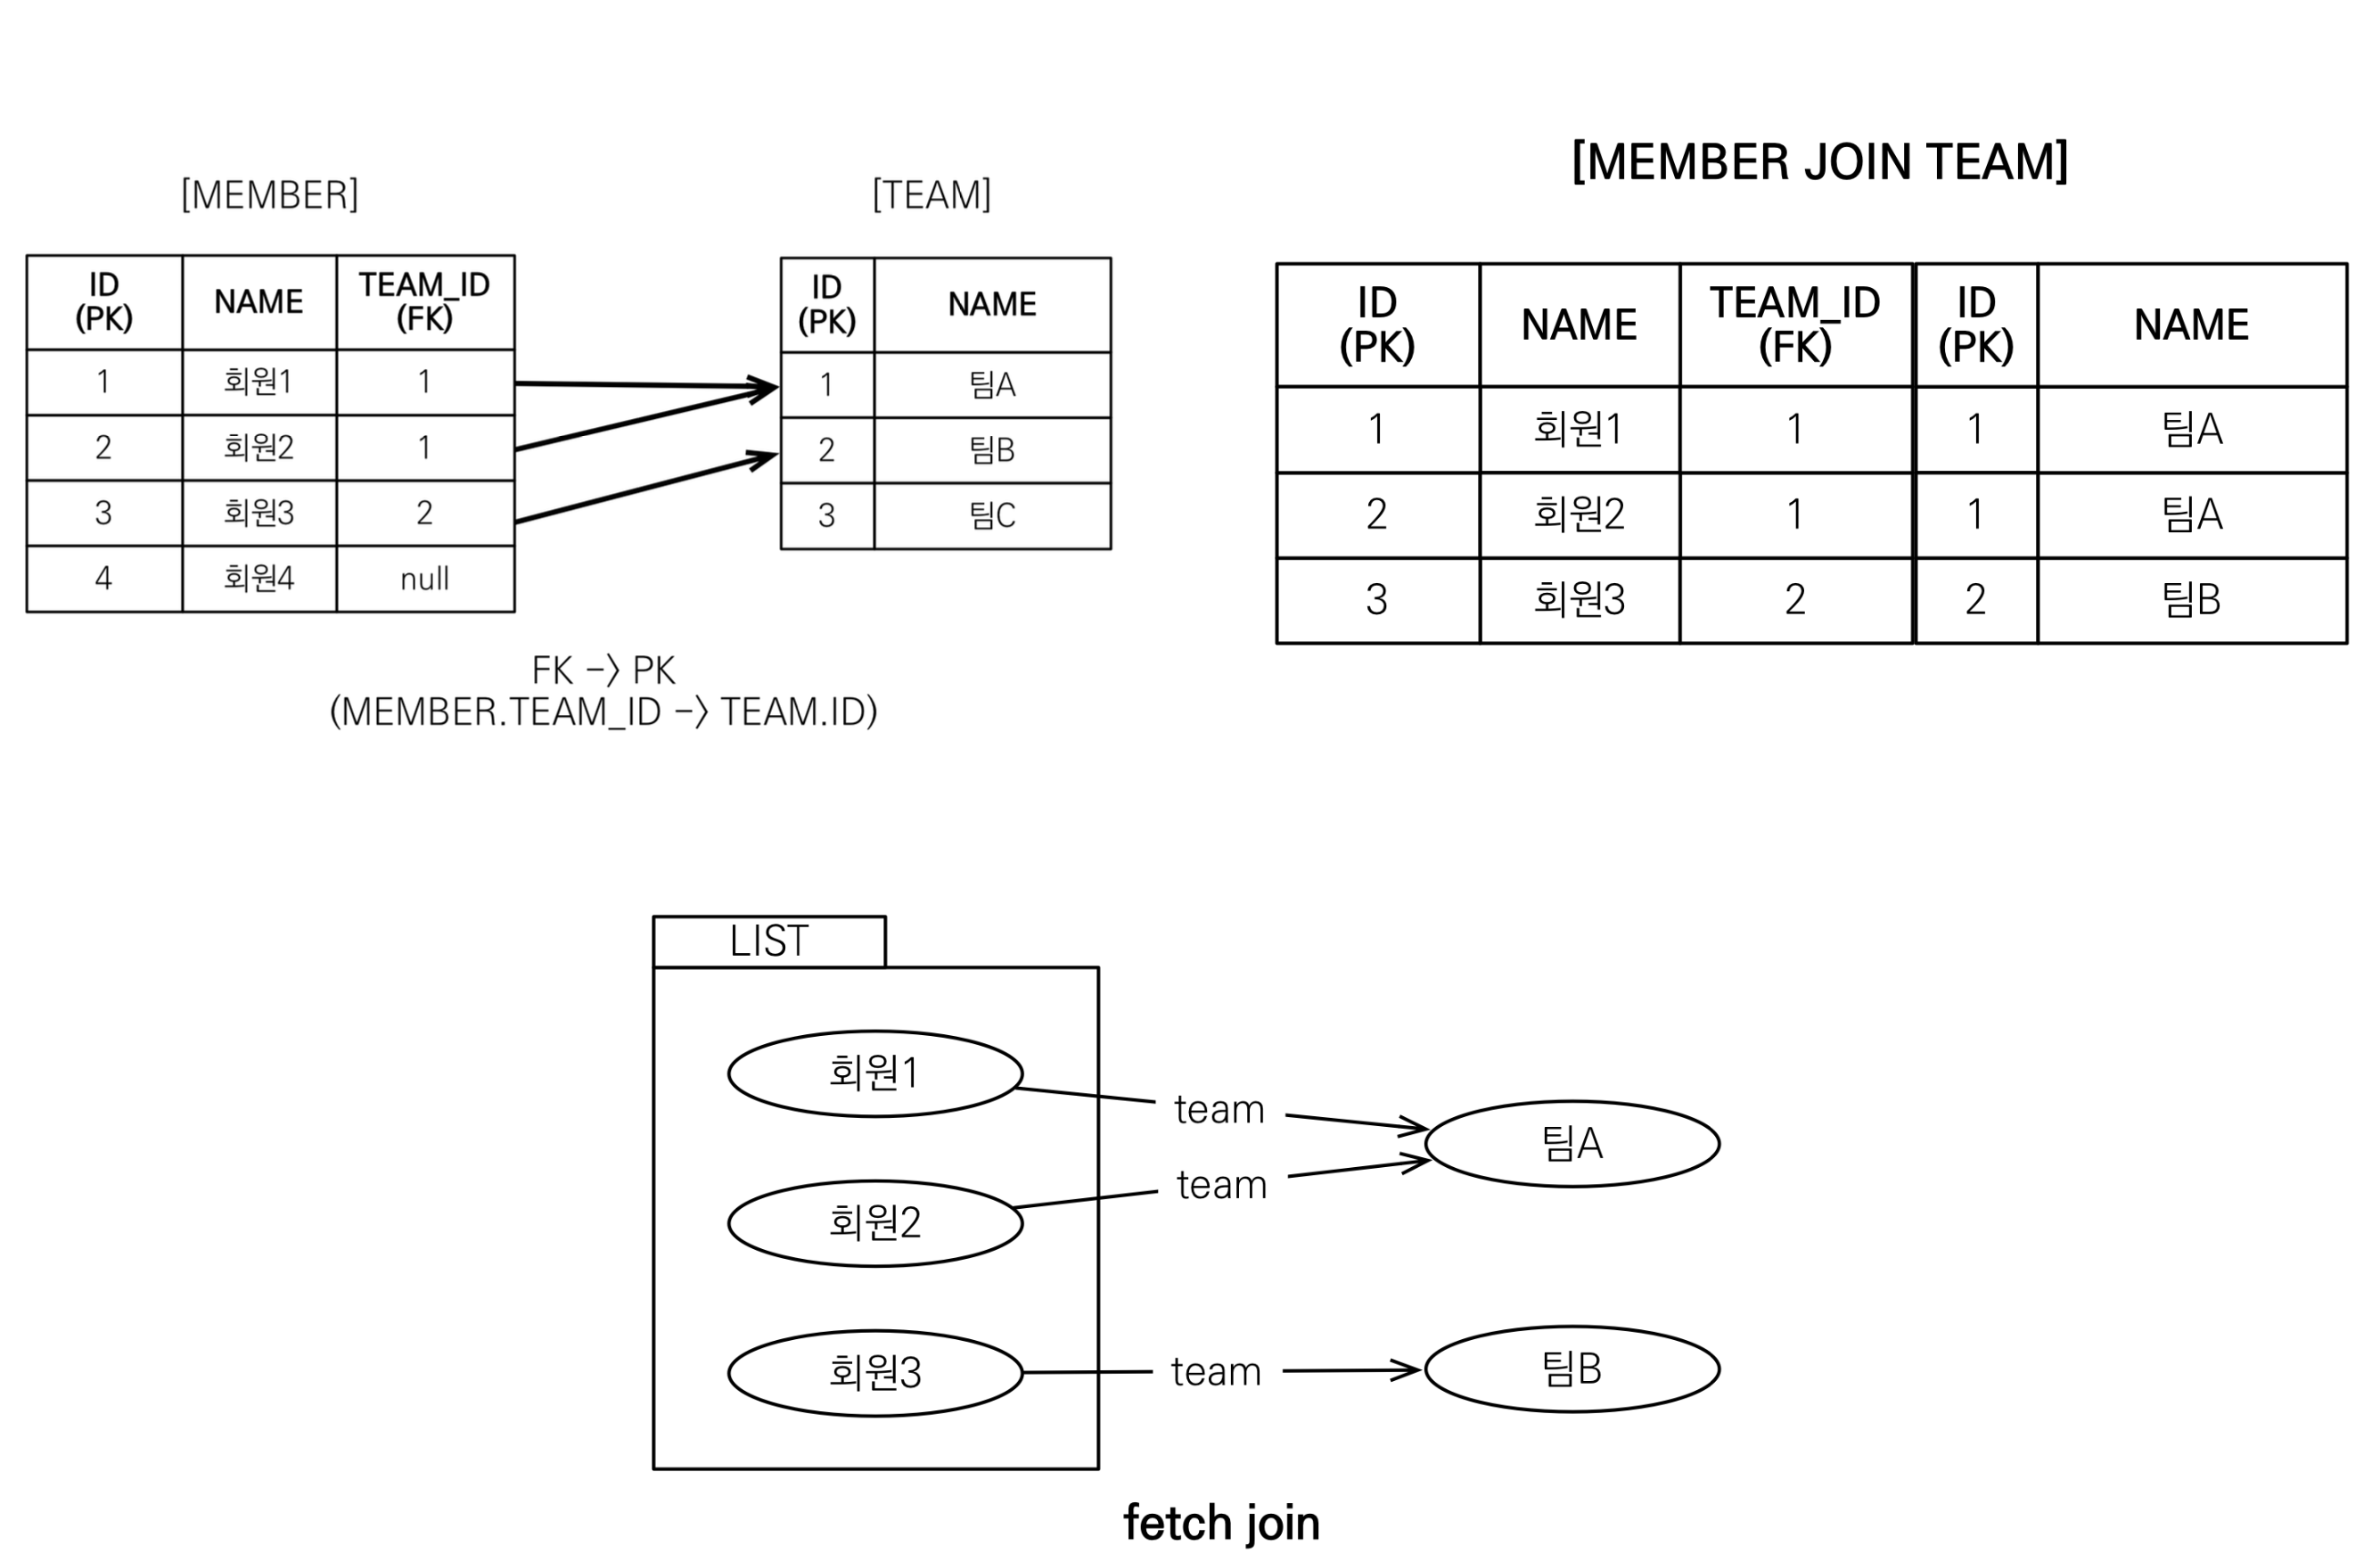 [MEMBER]
ID (PK) NAME TEAM_ID (FK)
1 회원1 1
2 회원2 1
3 회원3 2
4 회원4 null
[TEAM]
ID (PK) NAME
1 팀A
2 팀B
3 팀C
FK -> PK
(MEMBER.TEAM_ID -> TEAM.ID)
[MEMBER JOIN TEAM]
ID (PK) NAME TEAM_ID (FK) ID (PK) NAME
1 회원1 1 1 팀A
2 회원2 1 1 팀A
3 회원3 2 2 팀B
LIST
회원1
team
팀A
회원2
team
회원3
team
팀B
fetch join